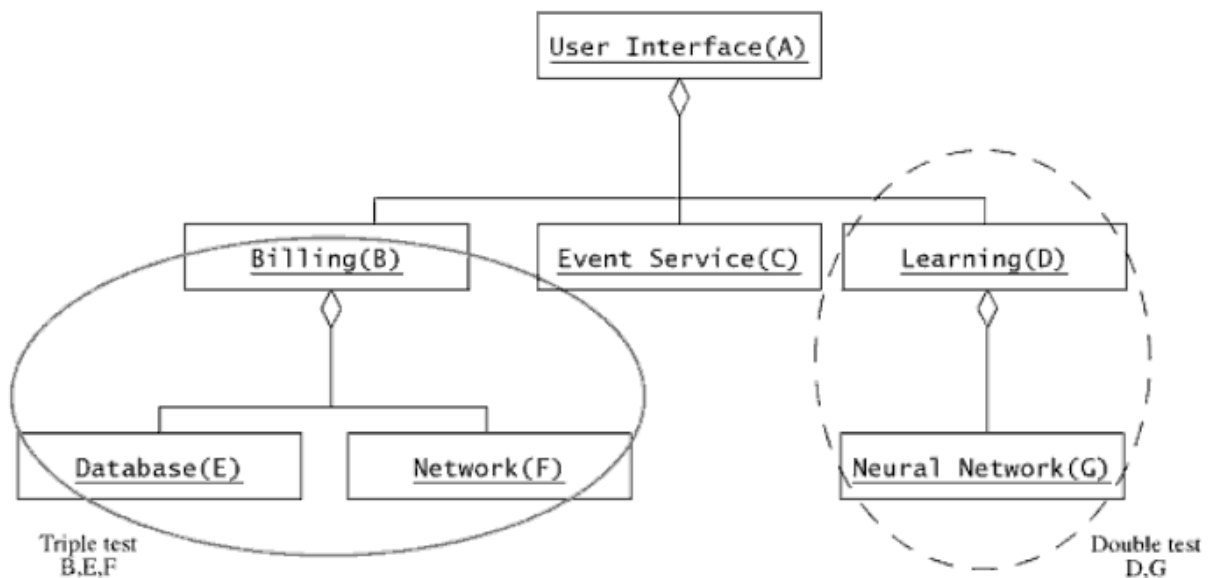 User Interface(A)
Billing(B)
Event Service(C)
Learning(D)
Database(E)
Network(F)
Neural Network(G)
Triple test
B,E,F
Double test
D,G